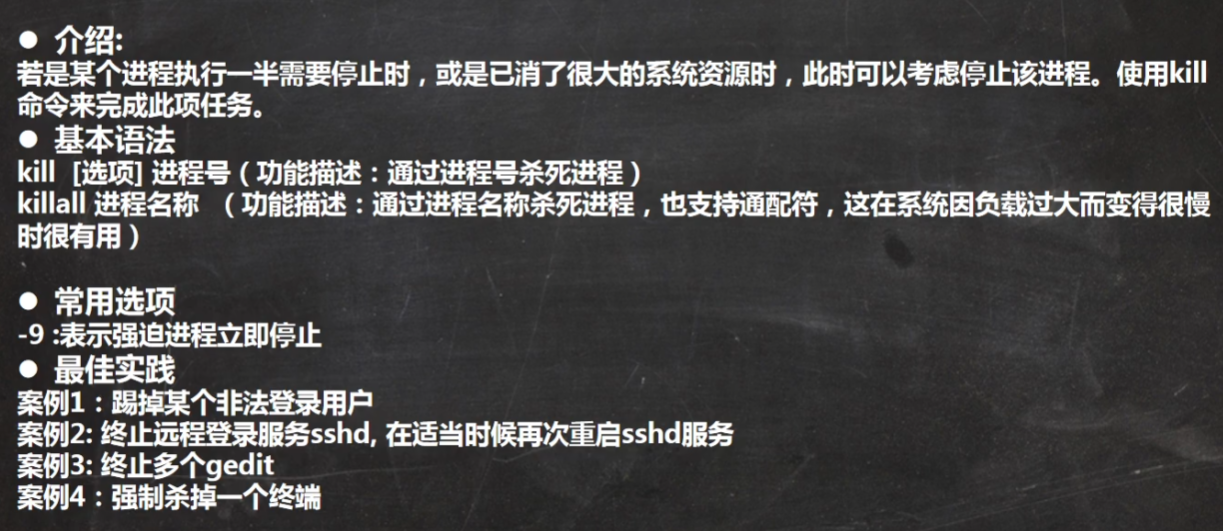 ● 介绍:
若是某个进程执行一半需要停止时，或是已消了很大的系统资源时，此时可以考虑停止该进程。使用kill
命令来完成此项任务。
● 基本语法
kill [选项] 进程号（功能描述：通过进程号杀死进程）
killall 进程名称 （功能描述：通过进程名称杀死进程，也支持通配符，这在系统因负载过大而变得很慢
时很有用）
● 常用选项
-9 :表示强迫进程立即停止
● 最佳实践
案例1：踢掉某个非法登录用户
案例2: 终止远程登录服务sshd, 在适当时候再次重启sshd服务
案例3: 终止多个gedit
案例4：强制杀掉一个终端